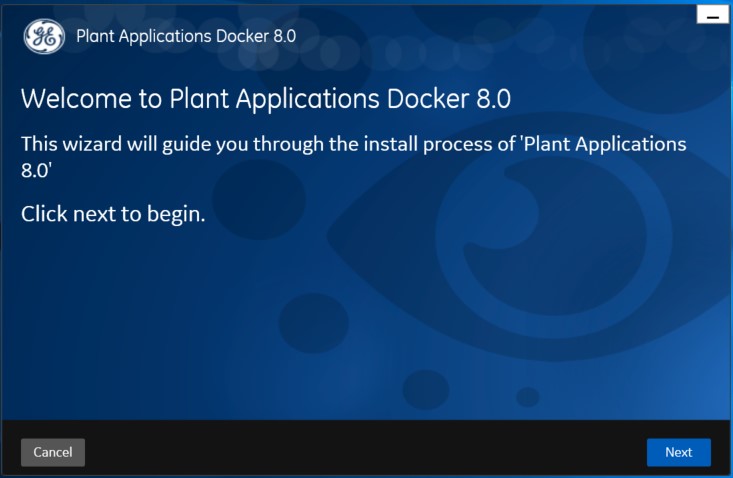 Plant Applications Docker 8.0
Welcome to Plant Applications Docker 8.0
This wizard will guide you through the install process of 'Plant Applications
8.0'
Click next to begin.
Cancel
Next